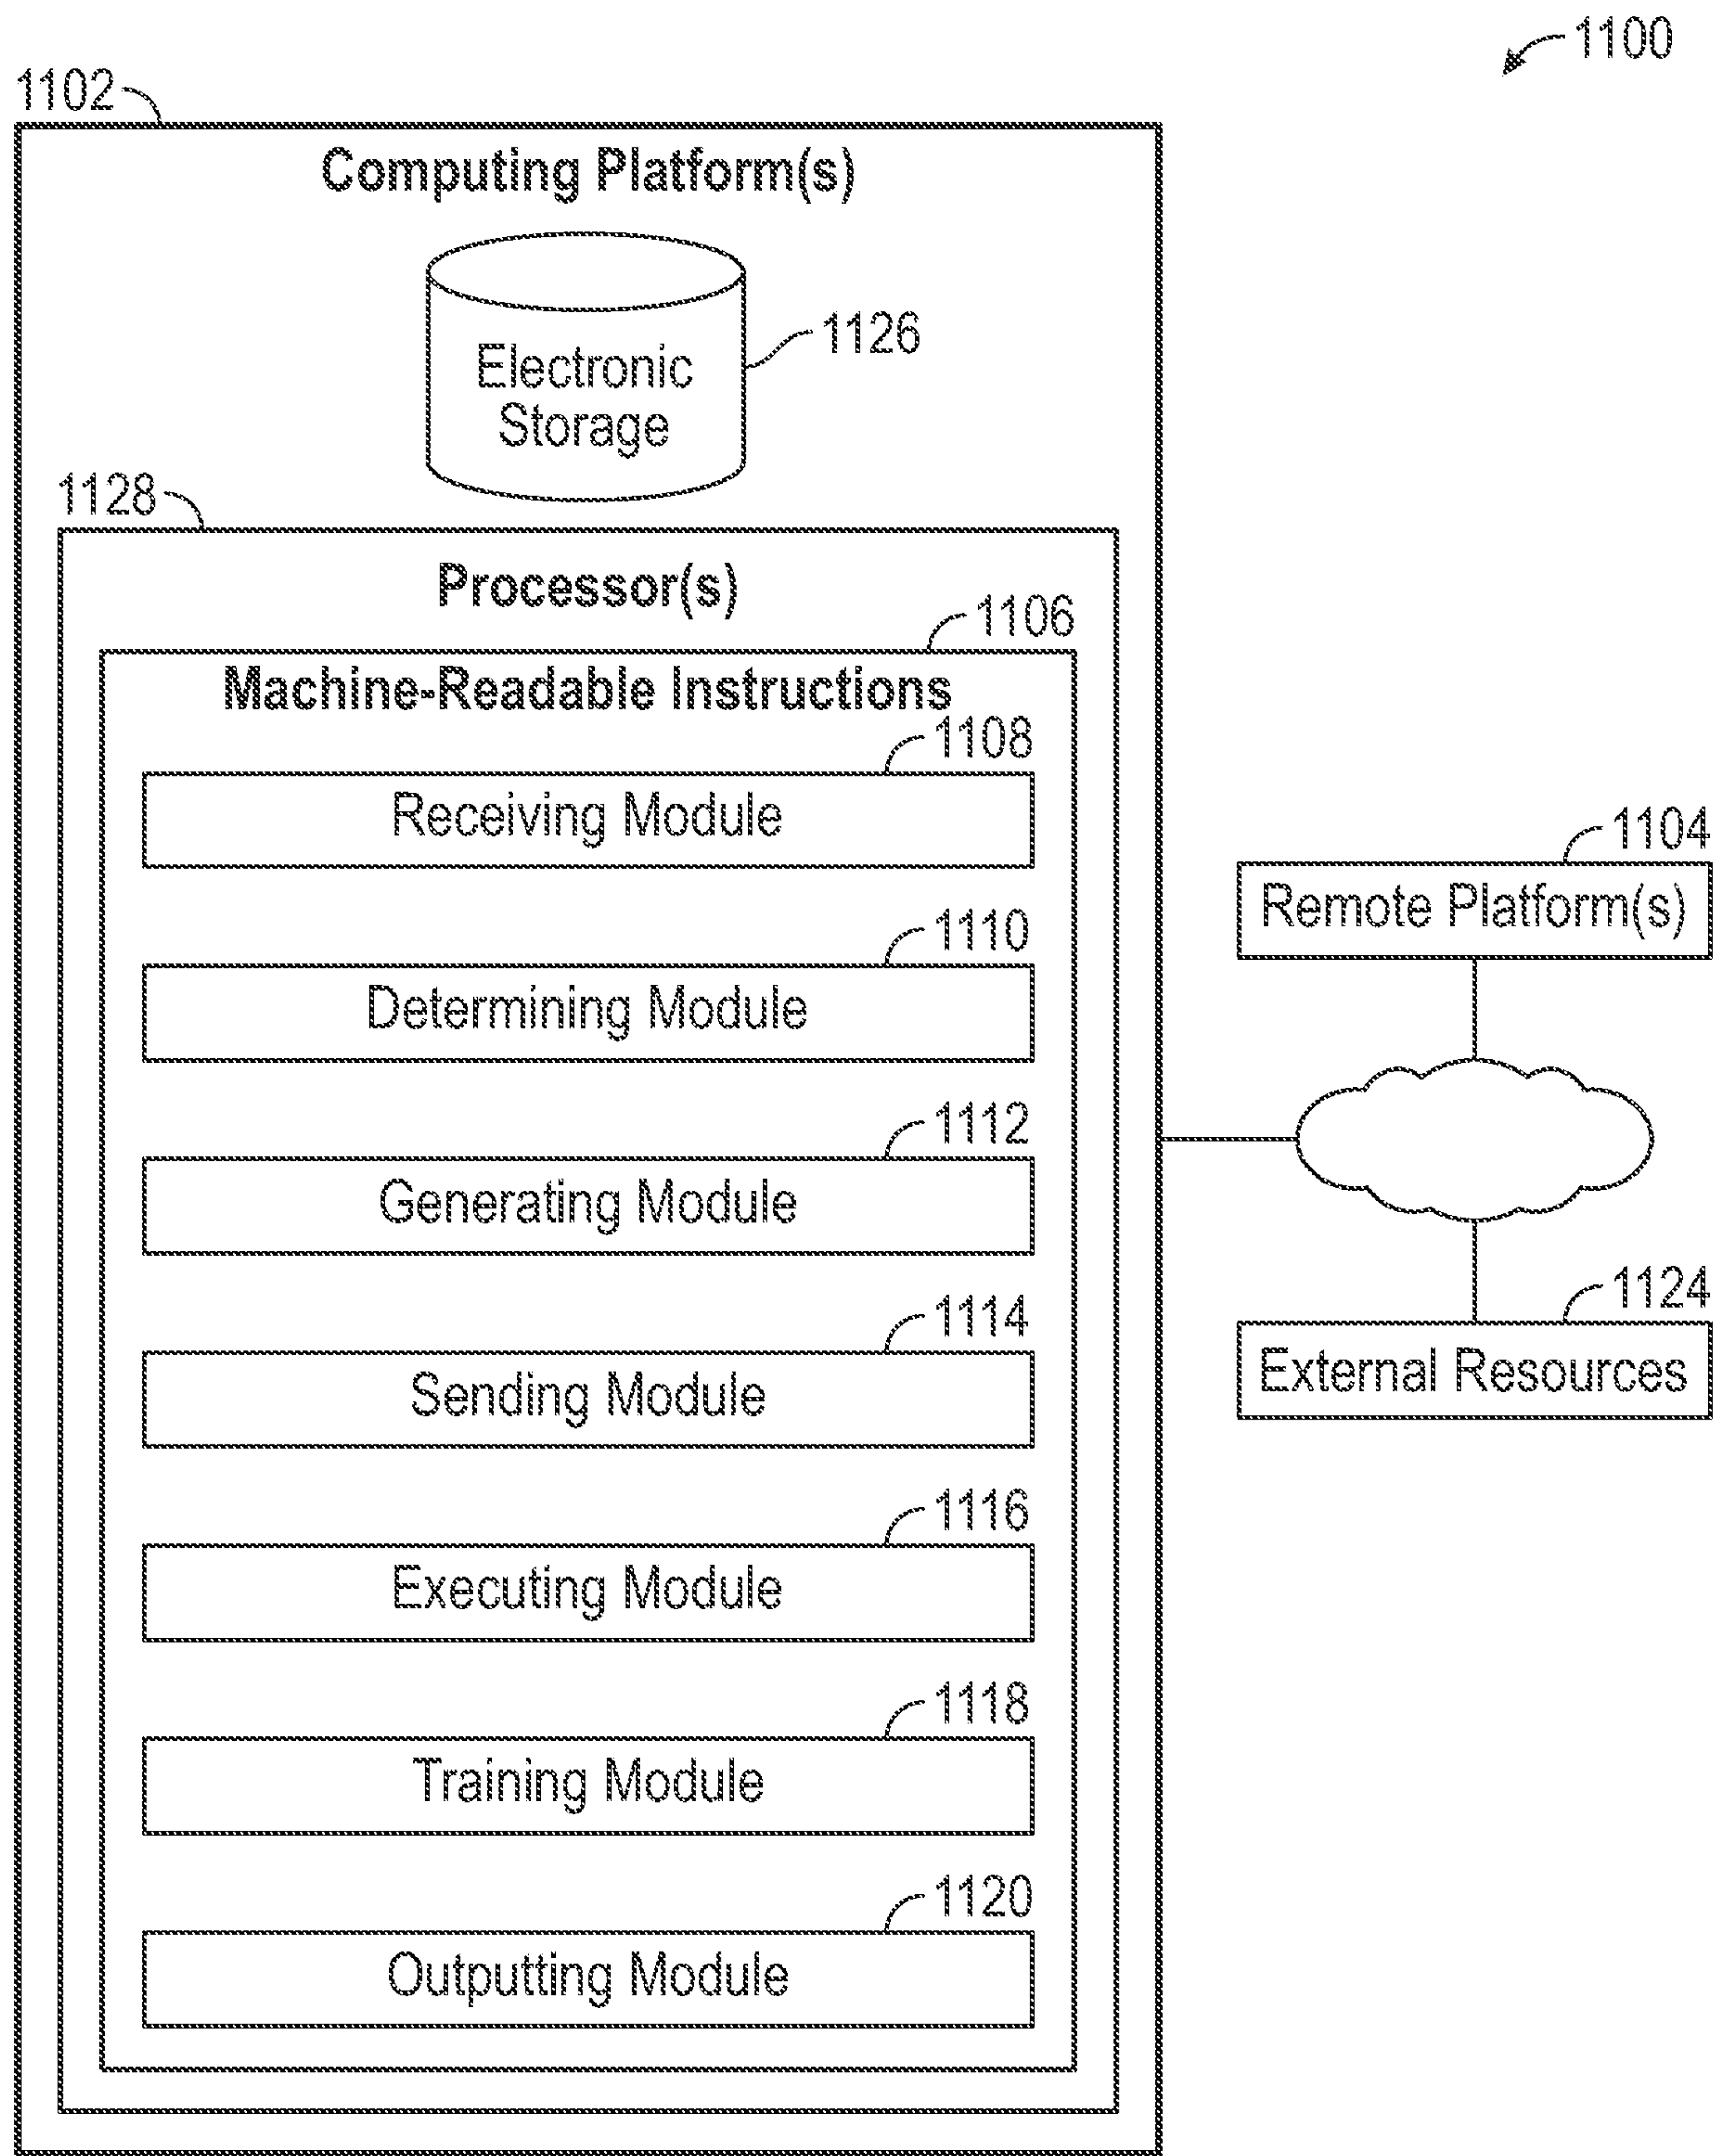 1100
1102
Computing Platform(s)
Electronic
Storage
1126
1128
Processor(s)
1106
Machine-Readable Instructions
1108
Receiving Module
1110
Determining Module
1112
Generating Module
1114
Sending Module
1116
Executing Module
1118
Training Module
1120
Outputting Module
1104
Remote Platform(s)
1124
External Resources